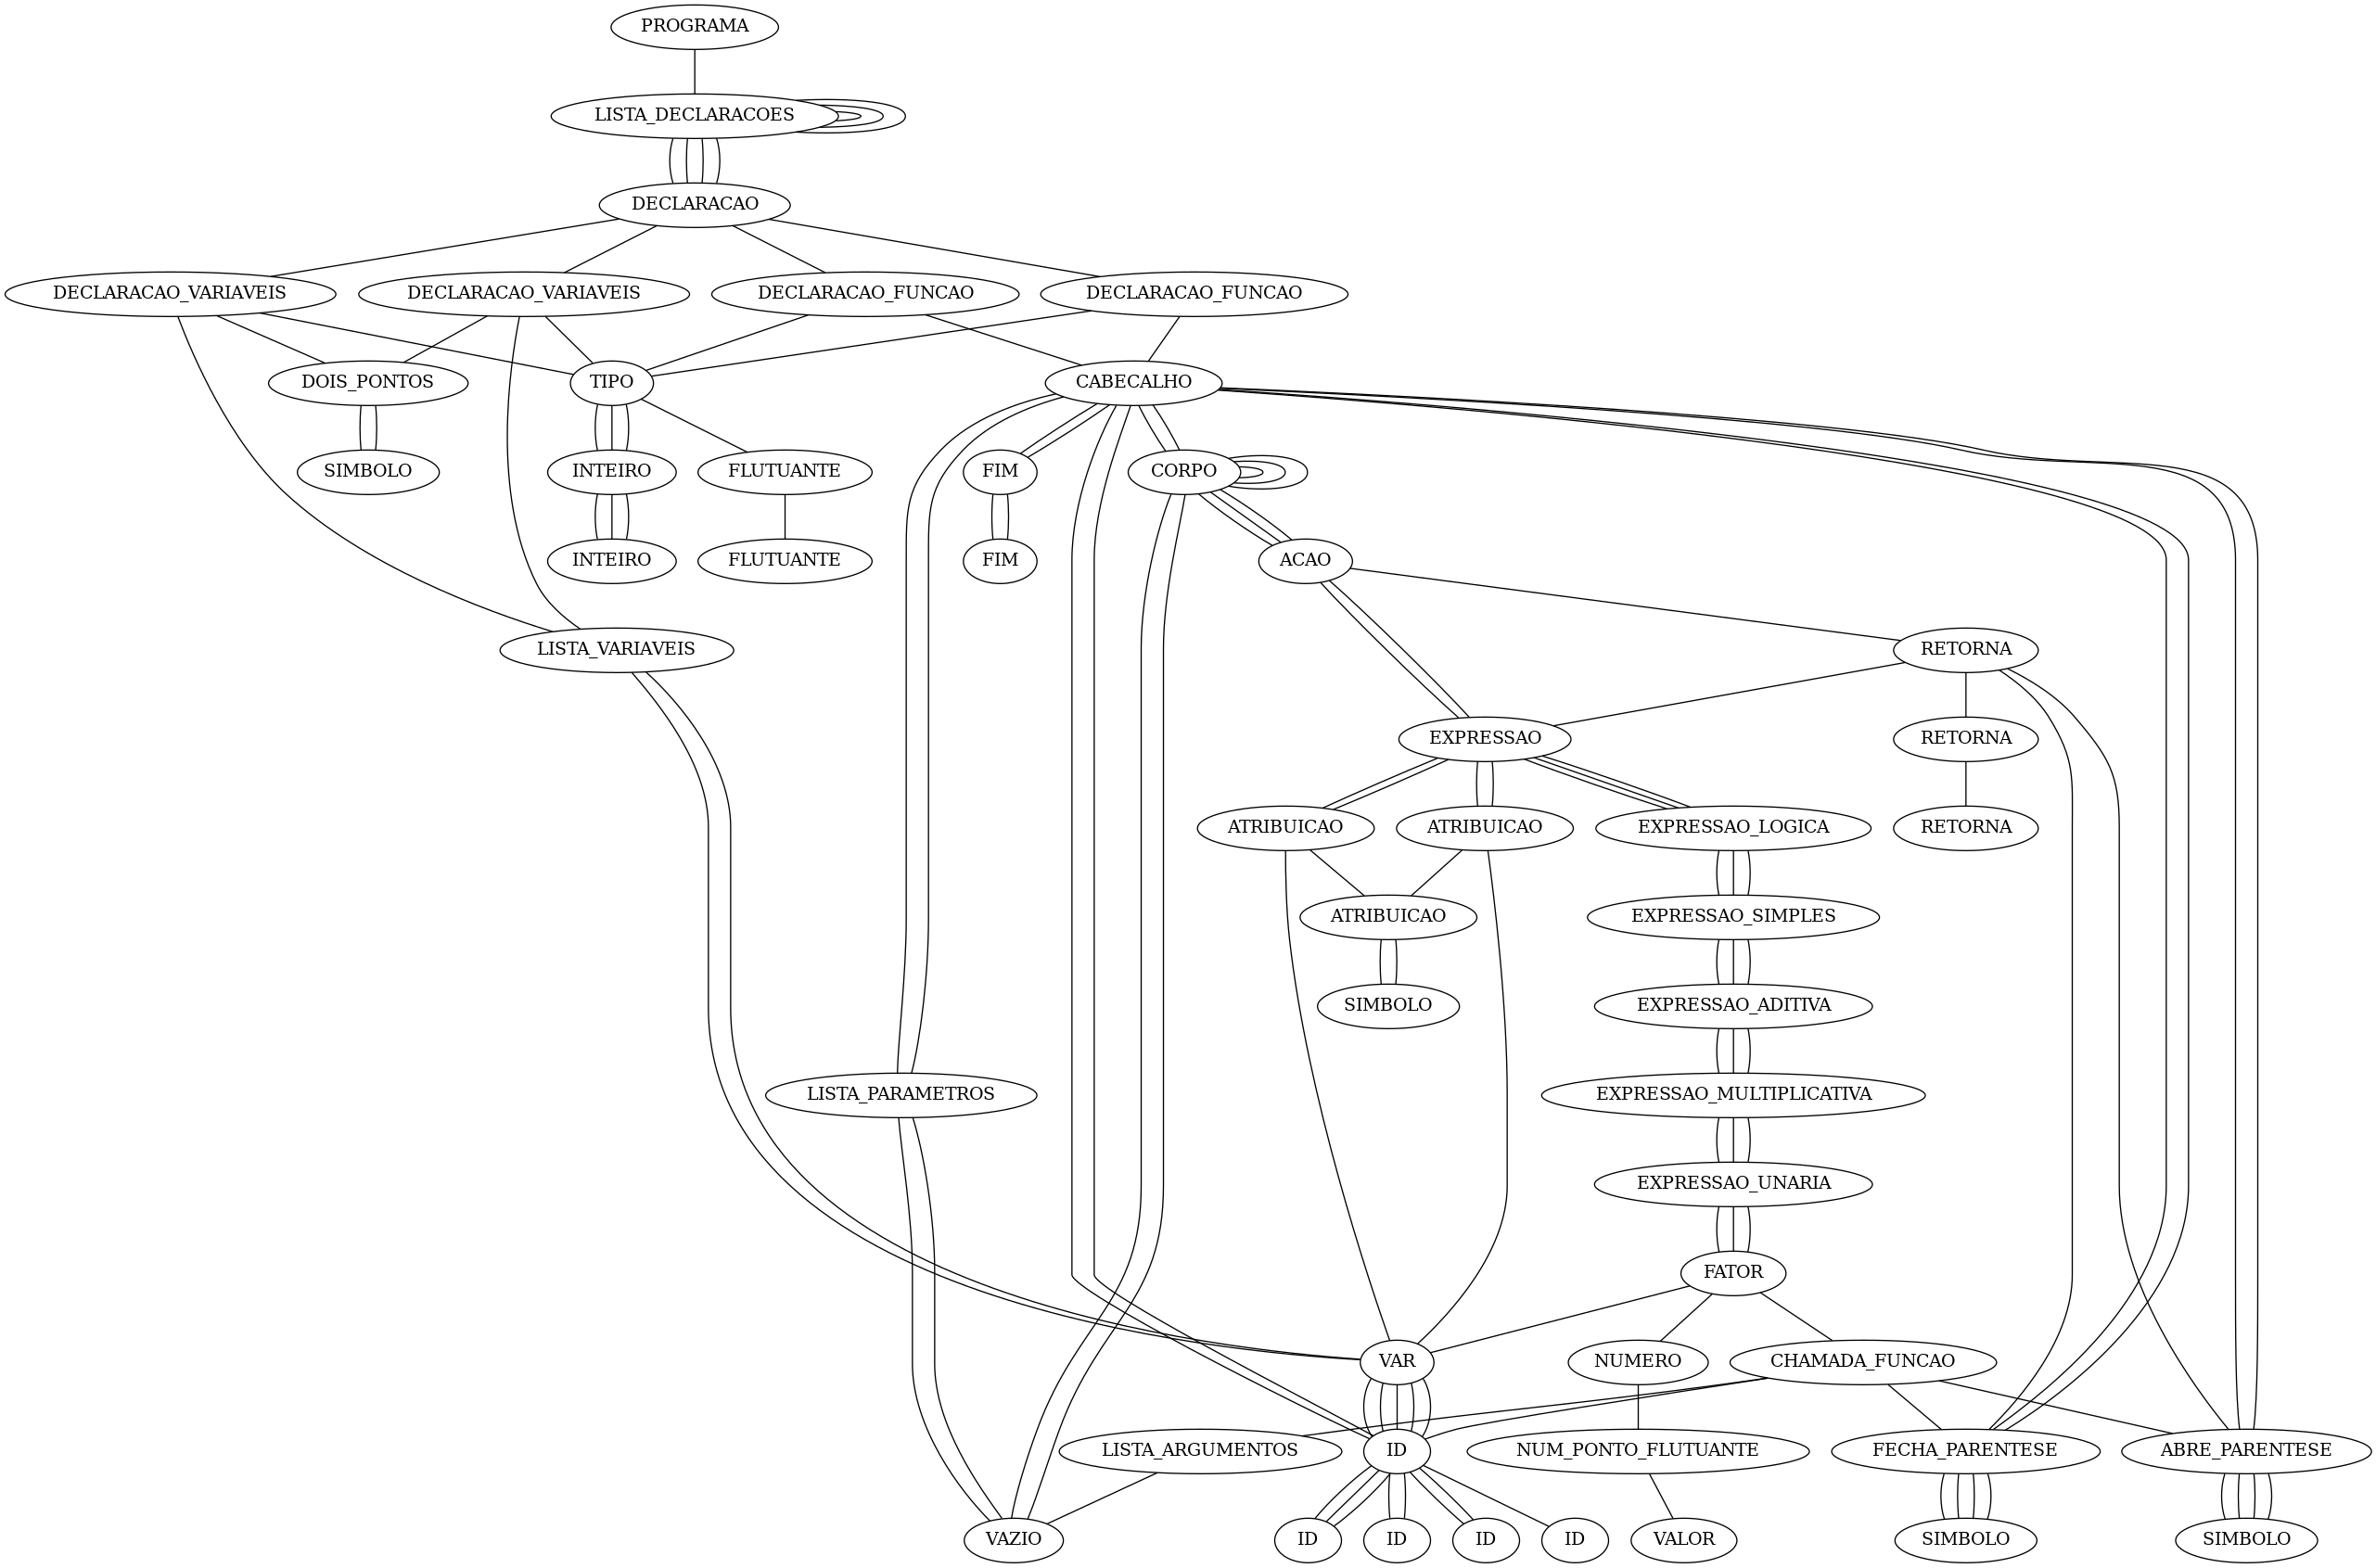 PROGRAMA
LISTA_DECLARACOES
DECLARACAO
DECLARACAO_VARIAVEIS
DECLARACAO_VARIAVEIS
DECLARACAO_FUNCAO
DECLARACAO_FUNCAO
DOIS_PONTOS
TIPO
CABECALHO
SIMBOLO
INTEIRO
FLUTUANTE
FIM
CORPO
INTEIRO
FLUTUANTE
FIM
ACAO
LISTA_VARIAVEIS
RETORNA
EXPRESSAO
RETORNA
ATRIBUICAO
ATRIBUICAO
EXPRESSAO_LOGICA
RETORNA
ATRIBUICAO
EXPRESSAO_SIMPLES
SIMBOLO
EXPRESSAO_ADITIVA
LISTA_PARAMETROS
EXPRESSAO_MULTIPLICATIVA
EXPRESSAO_UNARIA
FATOR
VAR
NUMERO
CHAMADA_FUNCAO
LISTA_ARGUMENTOS
ID
NUM_PONTO_FLUTUANTE
FECHA_PARENTESE
ABRE_PARENTESE
VAZIO
ID
ID
ID
ID
VALOR
SIMBOLO
SIMBOLO